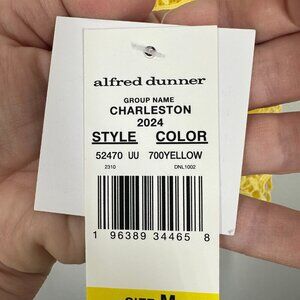 alfred dunner
GROUP NAME
CHARLESTON
2024
STYLE COLOR
52470 UU 700YELLOW
2310 DNL1002
1 96389 34465 8
SIZE M